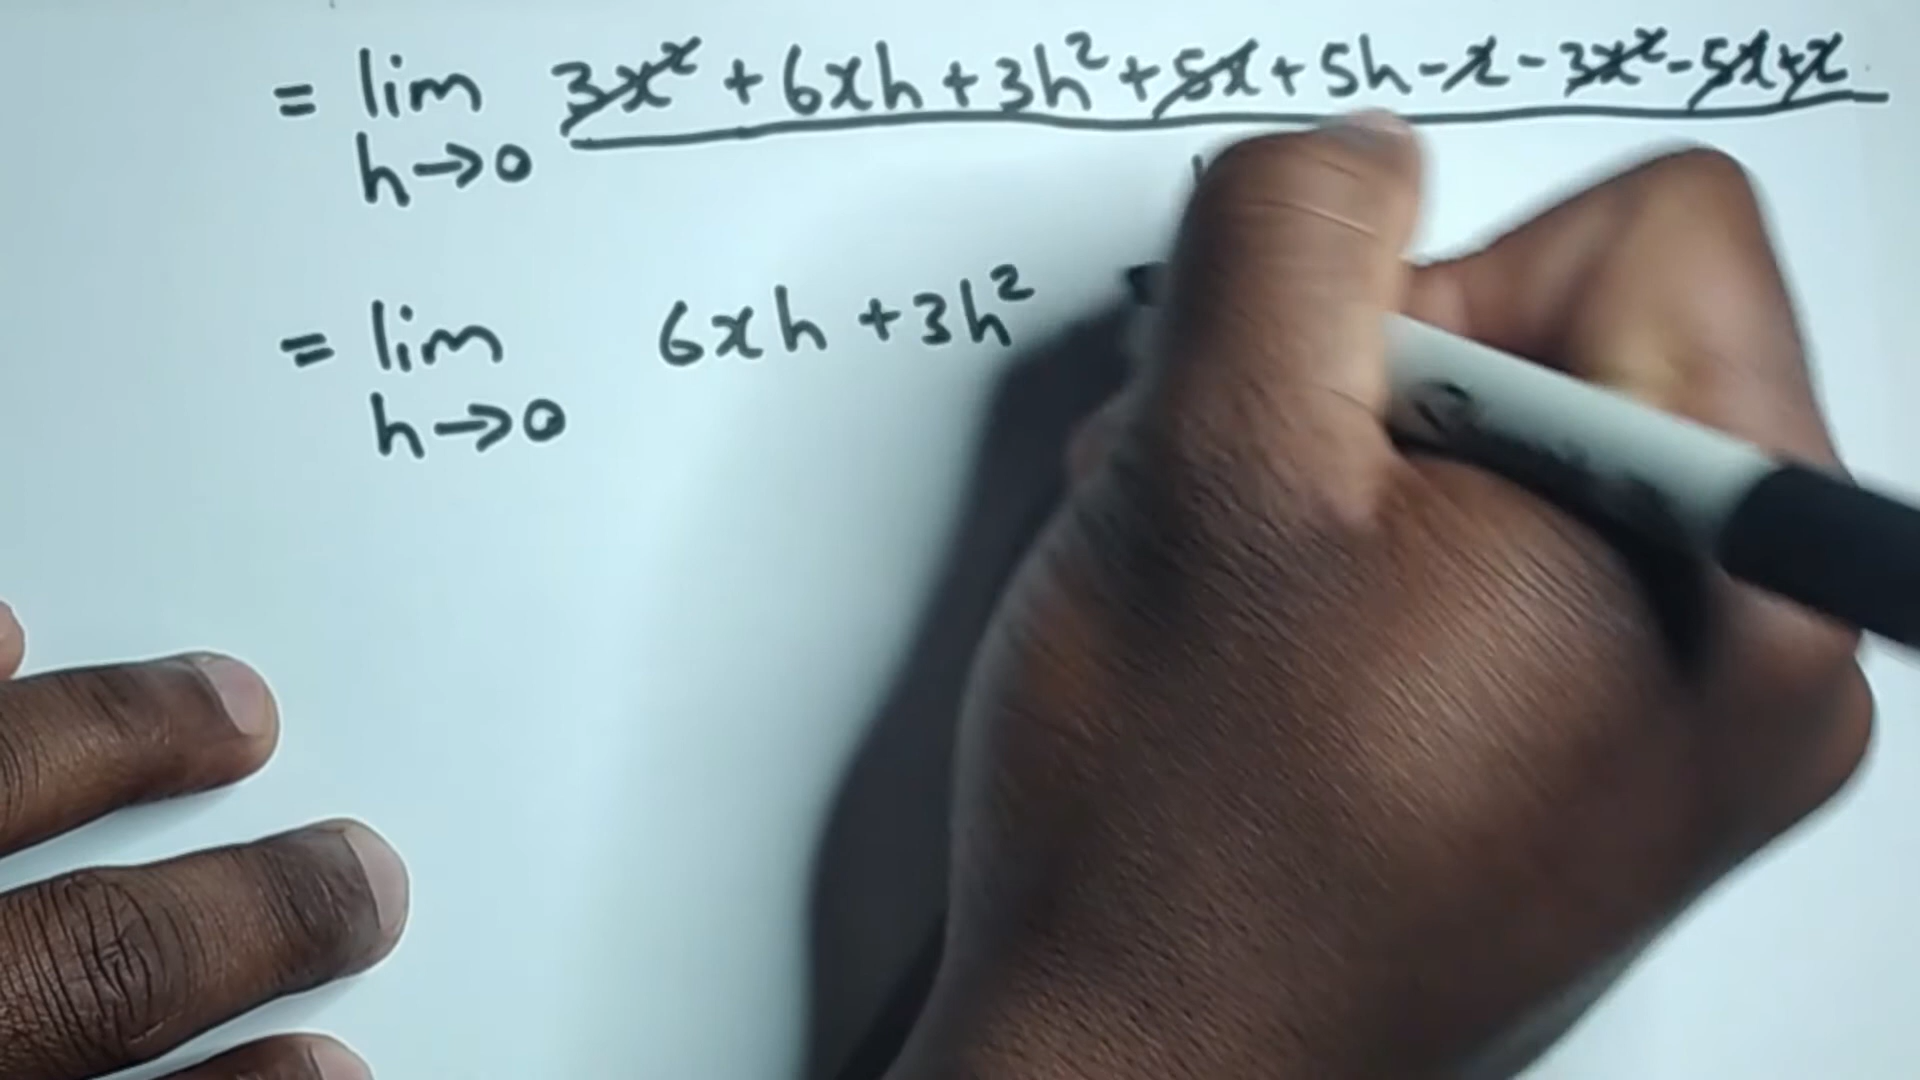 = lim 3x² + 6xh + 3h² + 5x + 5h - x - 3x² - 5x + x
h→0
= lim 6xh + 3h²
h→0